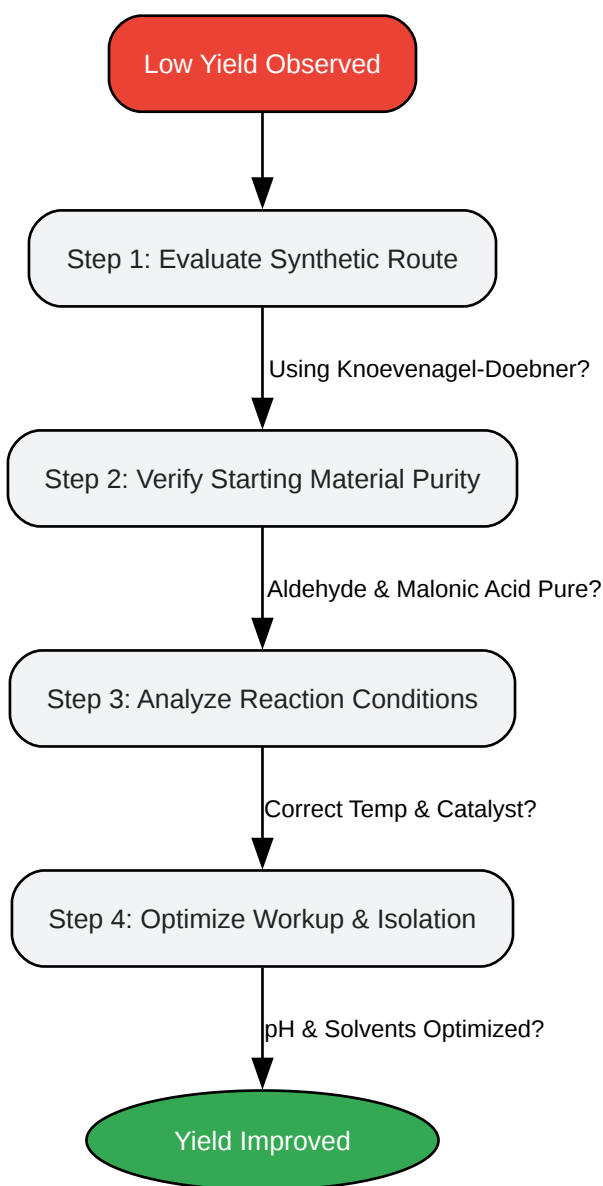 Low Yield Observed
Step 1: Evaluate Synthetic Route
Using Knoevenagel-Doebner?
Step 2: Verify Starting Material Purity
Aldehyde & Malonic Acid Pure?
Step 3: Analyze Reaction Conditions
Correct Temp & Catalyst?
Step 4: Optimize Workup & Isolation
pH & Solvents Optimized?
Yield Improved